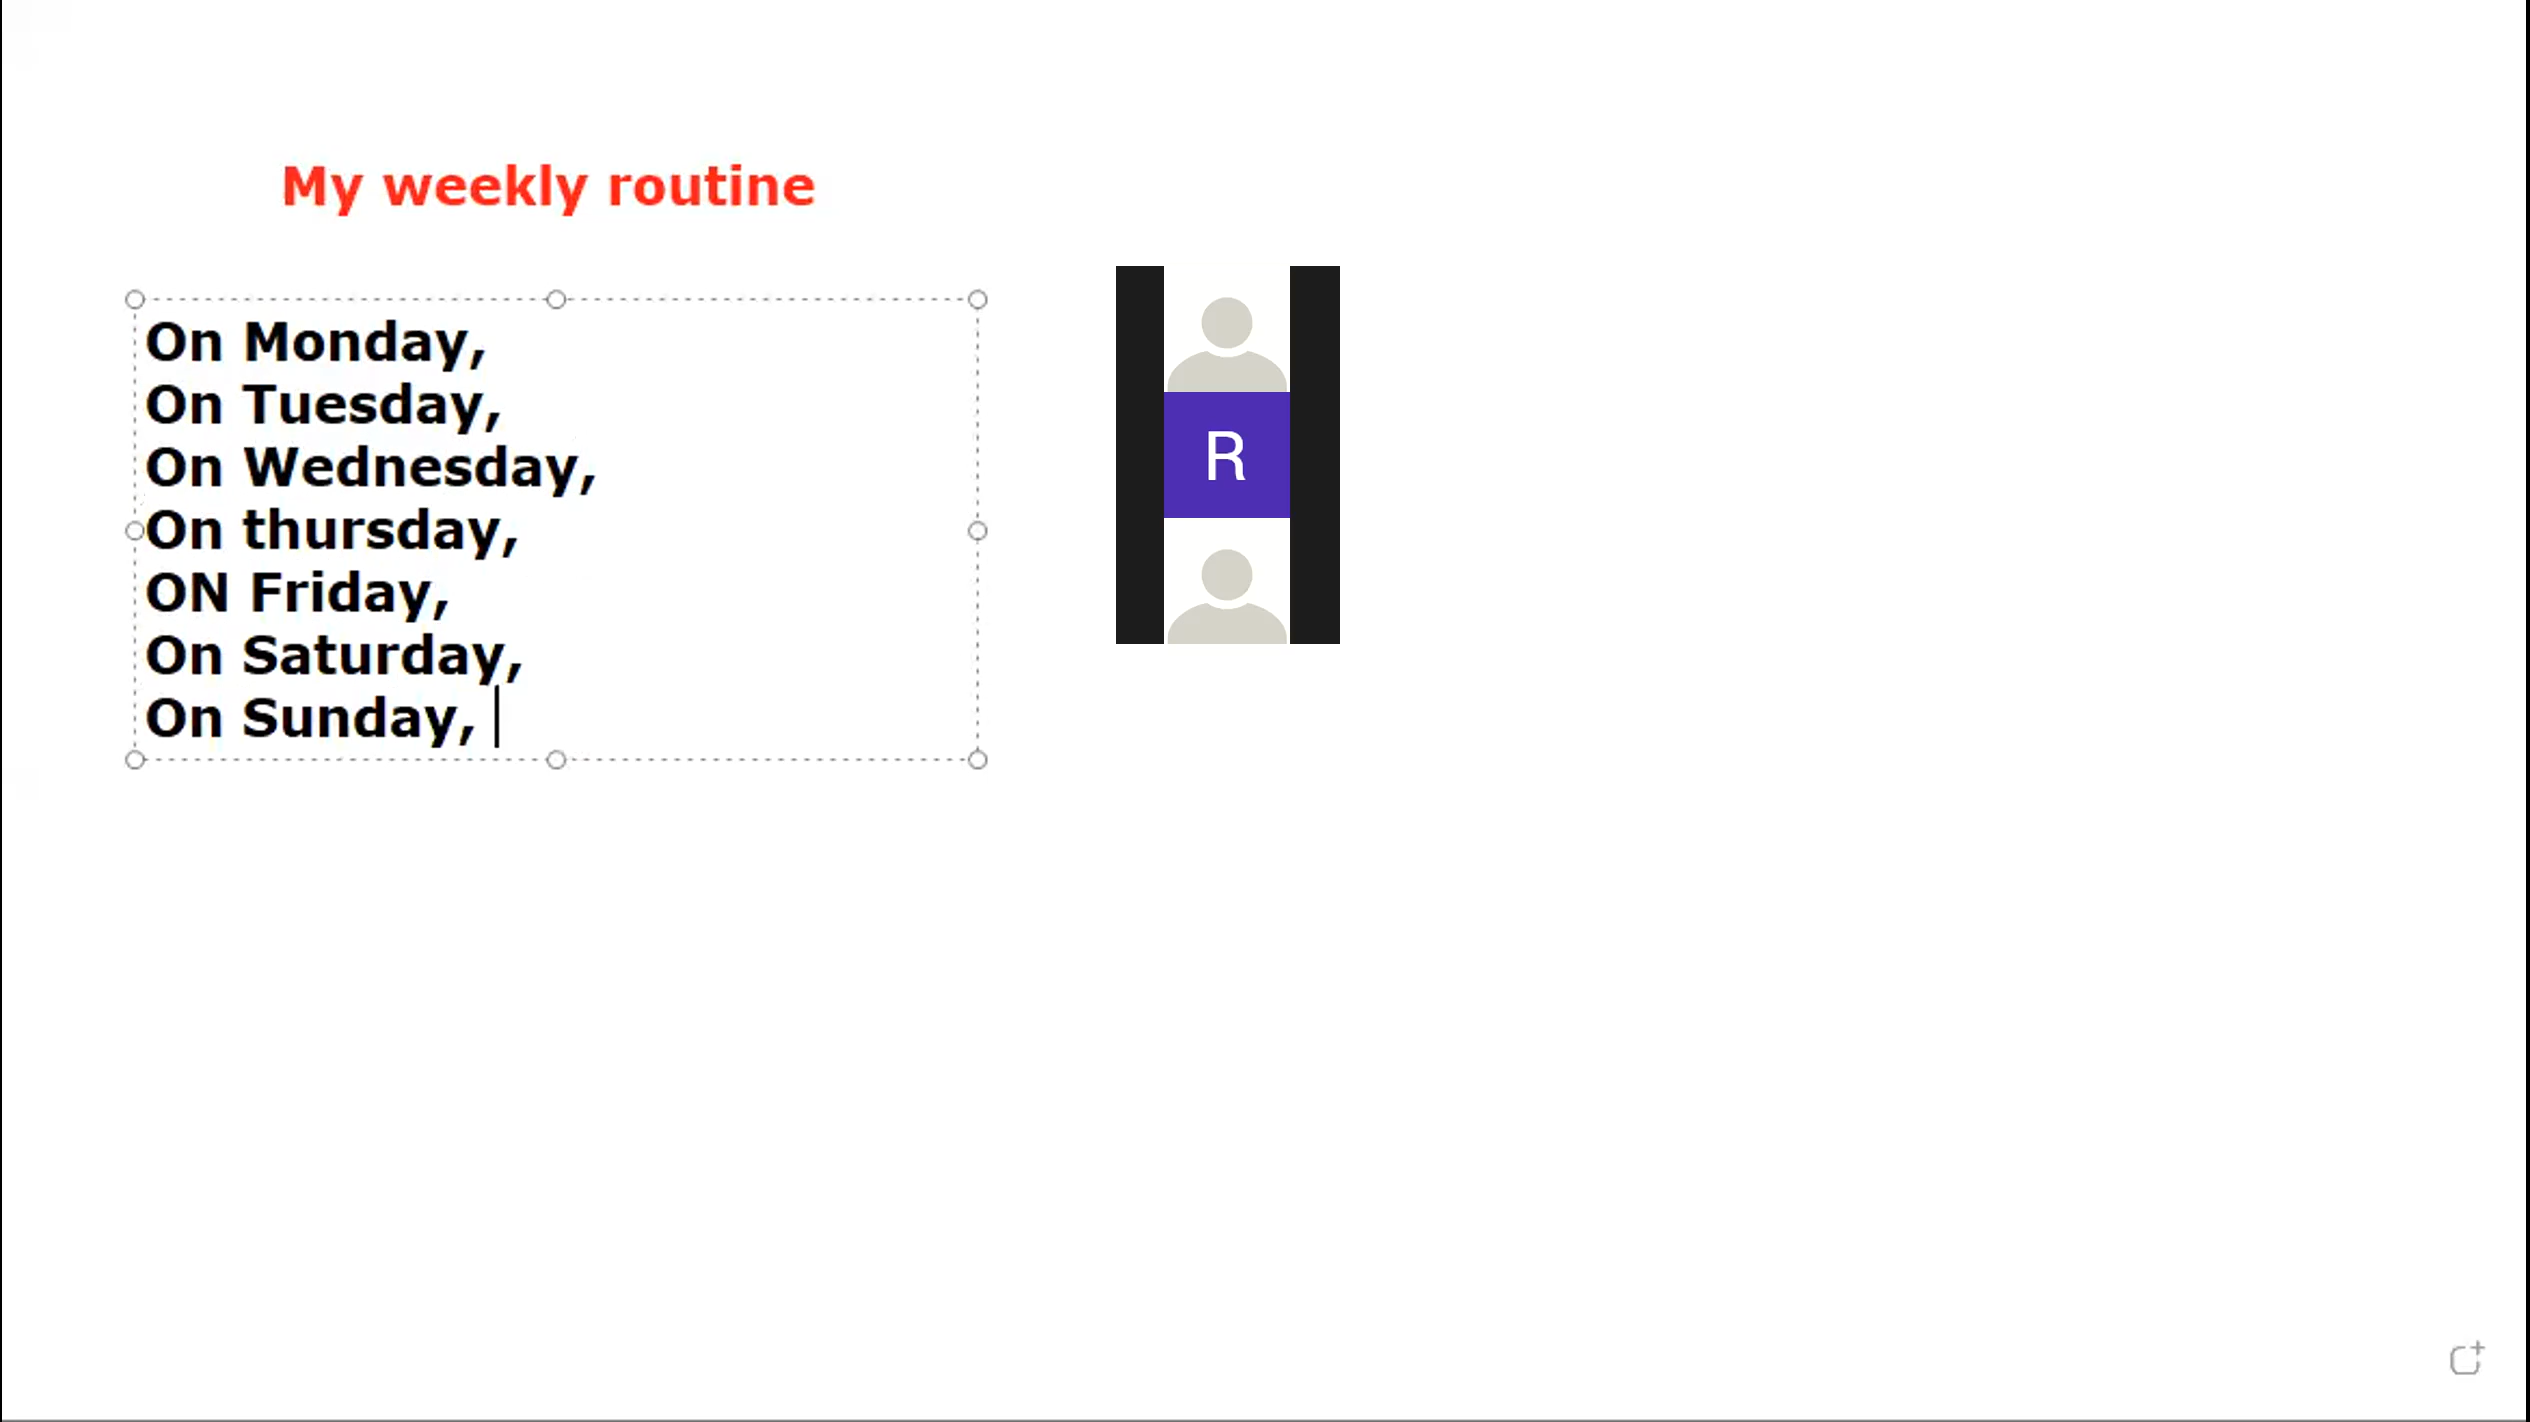 My weekly routine
On Monday,
On Tuesday,
On Wednesday,
On thursday,
ON Friday,
On Saturday,
On Sunday,
R